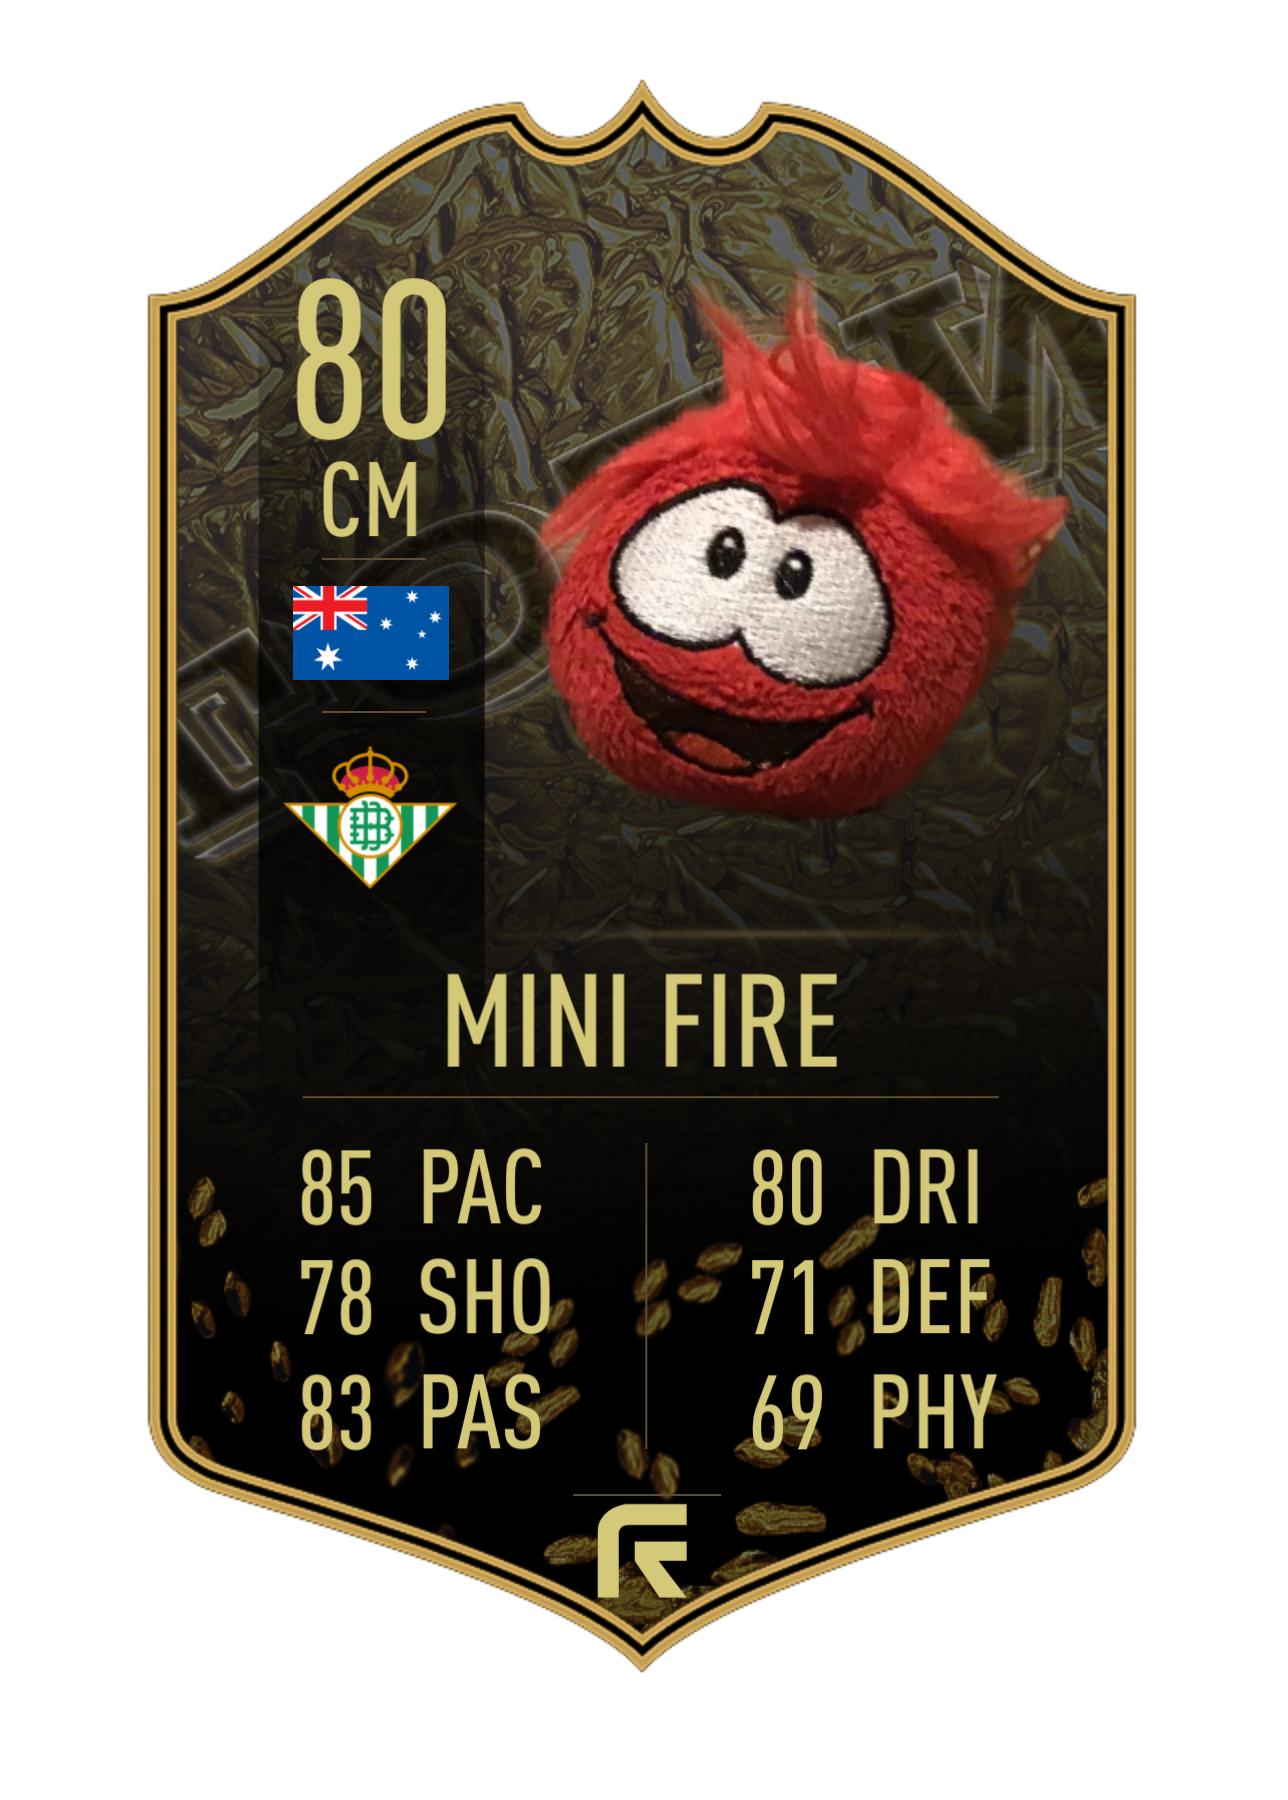 80
CM
MINI FIRE
85 PAC
80 DRI
78 SHO
71 DEF
83 PAS
69 PHY